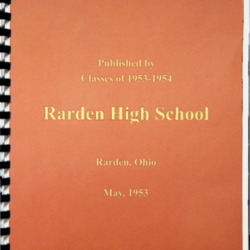 Published by
Classes of 1953-1954
Rarden High School
Rarden, Ohio
May, 1953